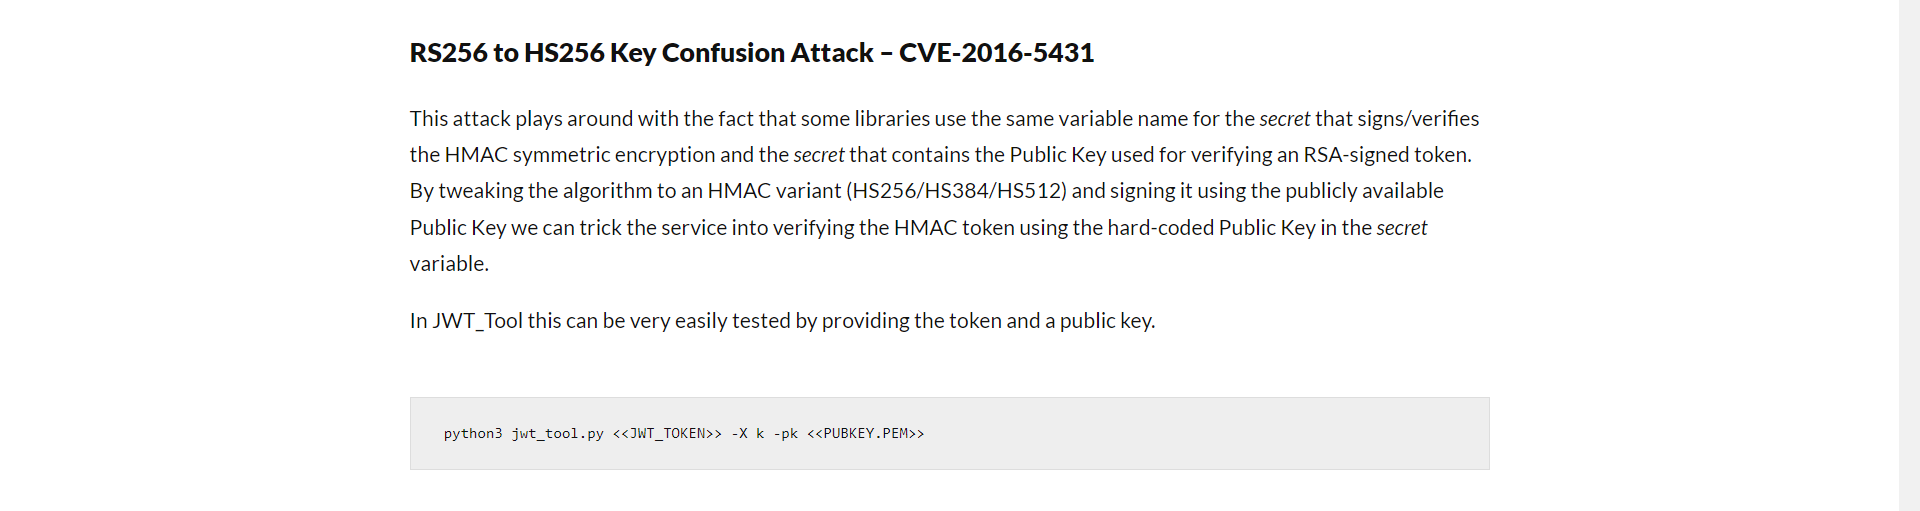 RS256 to HS256 Key Confusion Attack – CVE-2016-5431
This attack plays around with the fact that some libraries use the same variable name for the secret that signs/verifies
the HMAC symmetric encryption and the secret that contains the Public Key used for verifying an RSA-signed token.
By tweaking the algorithm to an HMAC variant (HS256/HS384/HS512) and signing it using the publicly available
Public Key we can trick the service into verifying the HMAC token using the hard-coded Public Key in the secret
variable.
In JWT_Tool this can be very easily tested by providing the token and a public key.
python3 jwt_tool.py <<JWT_TOKEN>> -X k -pk <<PUBKEY.PEM>>